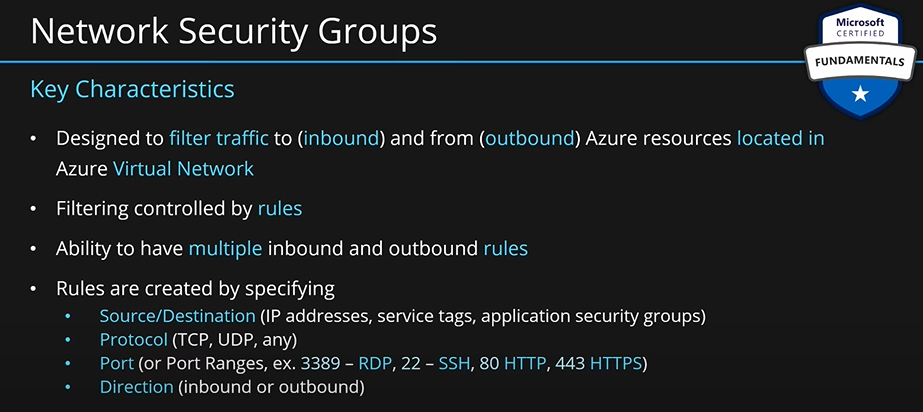 Network Security Groups
Microsoft
CERTIFIED
FUNDAMENTALS
Key Characteristics
• Designed to filter traffic to (inbound) and from (outbound) Azure resources located in
Azure Virtual Network
• Filtering controlled by rules
• Ability to have multiple inbound and outbound rules
• Rules are created by specifying
• Source/Destination (IP addresses, service tags, application security groups)
• Protocol (TCP, UDP, any)
• Port (or Port Ranges, ex. 3389 – RDP, 22 – SSH, 80 HTTP, 443 HTTPS)
• Direction (inbound or outbound)